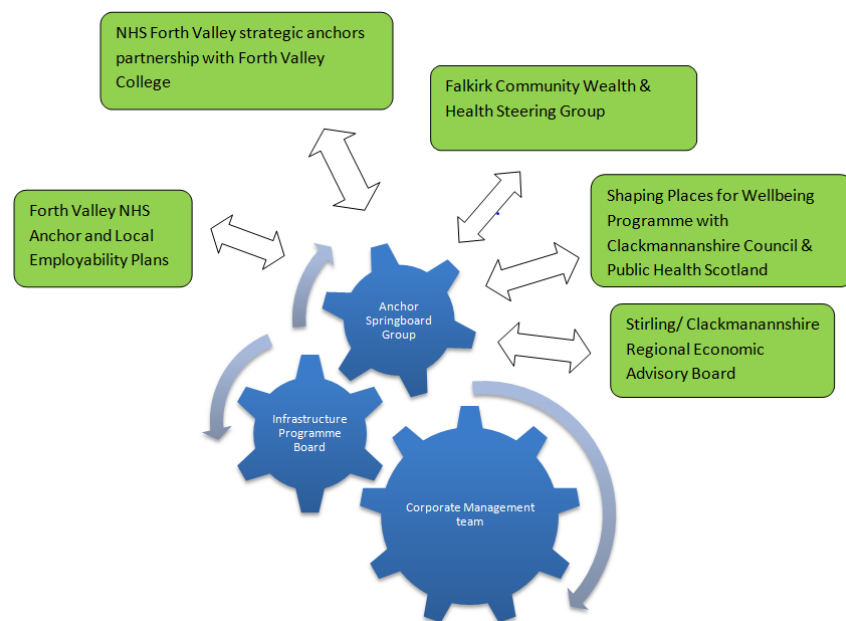 NHS Forth Valley strategic anchors
partnership with Forth Valley
College
Falkirk Community Wealth &
Health Steering Group
Forth Valley NHS
Anchor and Local
Employability Plans
Shaping Places for Wellbeing
Programme with
Clackmannanshire Council &
Public Health Scotland
Stirling/ Clackmanannshire
Regional Economic
Advisory Board
Anchor
Springboard
Group
Infrastructure
Programme
Board
Corporate Management
team